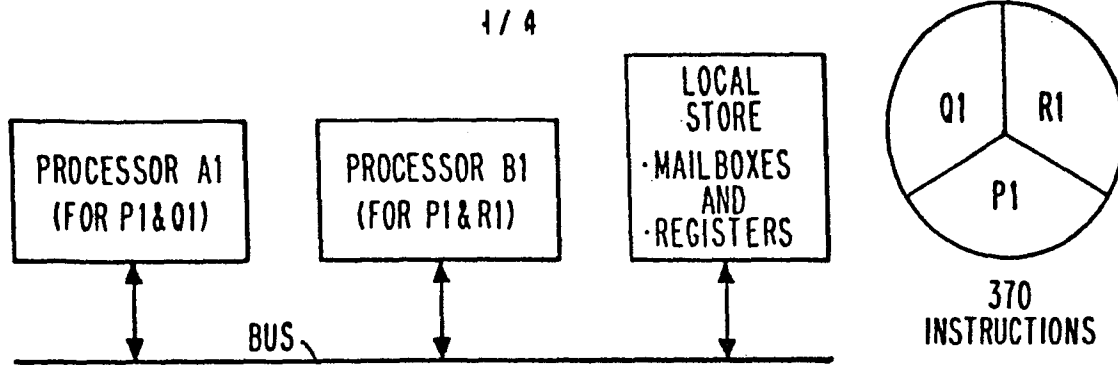 1/4
PROCESSOR A1
(FOR P1&Q1)
PROCESSOR B1
(FOR P1&R1)
LOCAL
STORE
·MAILBOXES
AND
·REGISTERS
Q1
R1
P1
370
INSTRUCTIONS
BUS